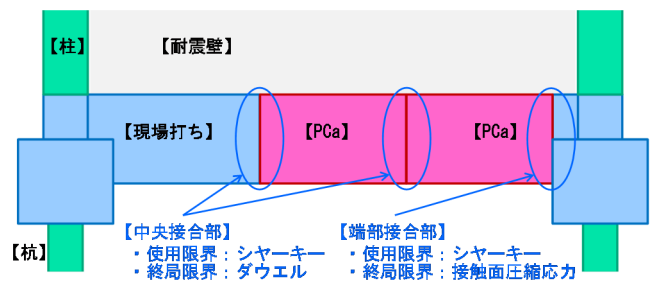 【柱】
【耐震壁】
【現場打ち】
【PCa】
【PCa】
【中央接合部】
・使用限界：シヤーキー
・終局限界：ダウエル
【端部接合部】
・使用限界：シヤーキー
・終局限界：接触面圧縮応力
【杭】